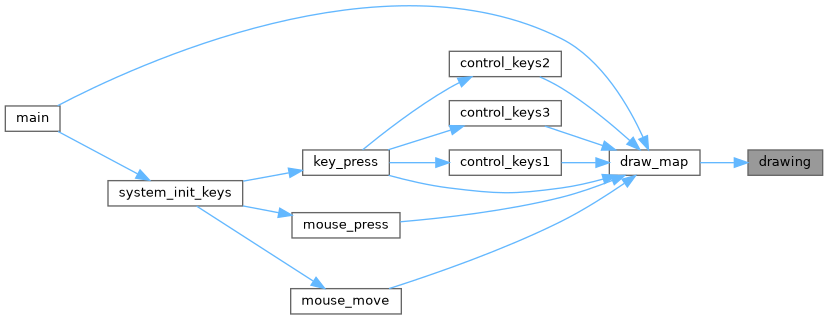 main
system_init_keys
key_press
mouse_press
mouse_move
control_keys2
control_keys3
control_keys1
draw_map
drawing